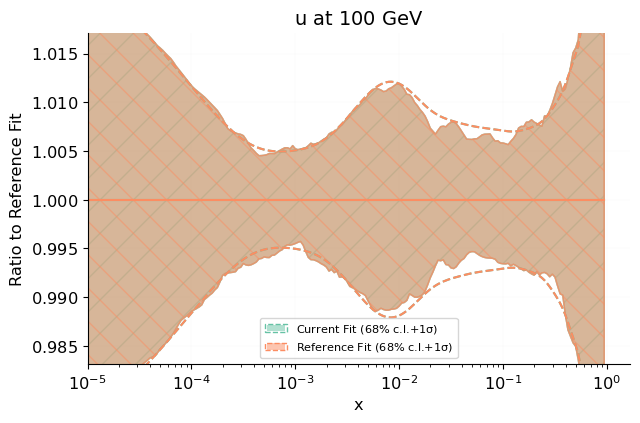 u at 100 GeV
Ratio to Reference Fit
1.015
1.010
1.005
1.000
0.995
0.990
0.985
Current Fit (68% c.l.+1σ)
Reference Fit (68% c.l.+1σ)
10⁻⁵ 10⁻⁴ 10⁻³ 10⁻² 10⁻¹ 10⁰
x